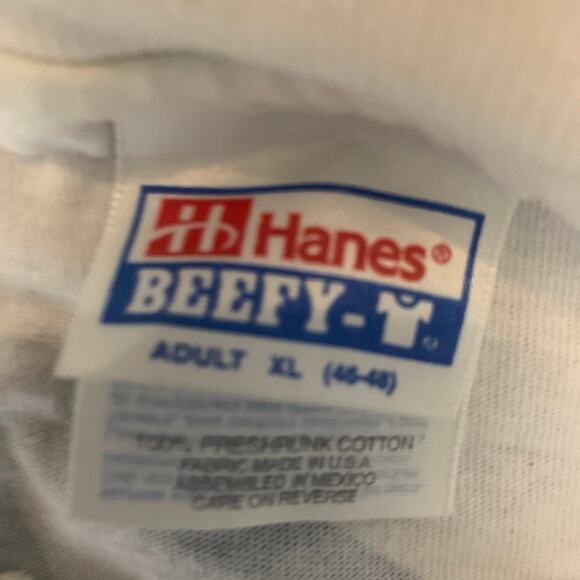 Hanes®
BEEFY-T
ADULT XL (46-48)
100% PRESHRUNK COTTON
FABRIC MADE IN U.S.A
ASSEMBLED IN MEXICO
CARE ON REVERSE